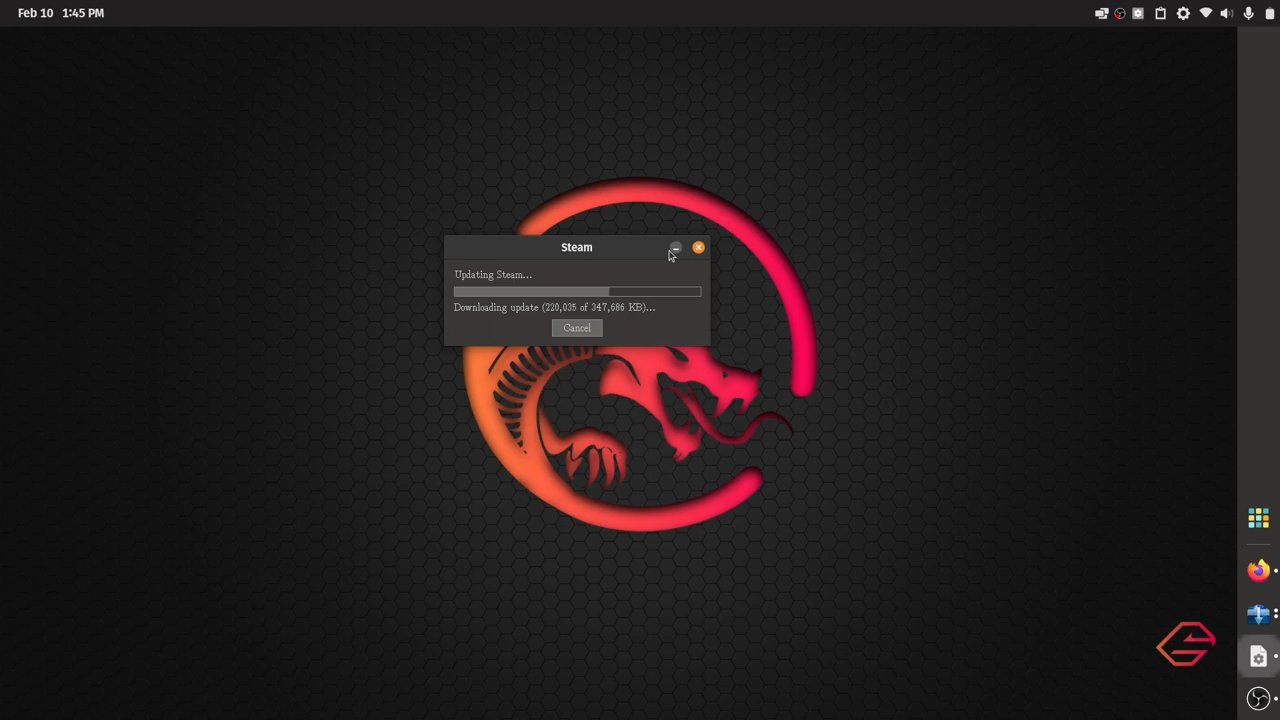 Feb 10 1:45 PM
Steam
Updating Steam...
Downloading update (220,035 of 347,686 KB)...
Cancel